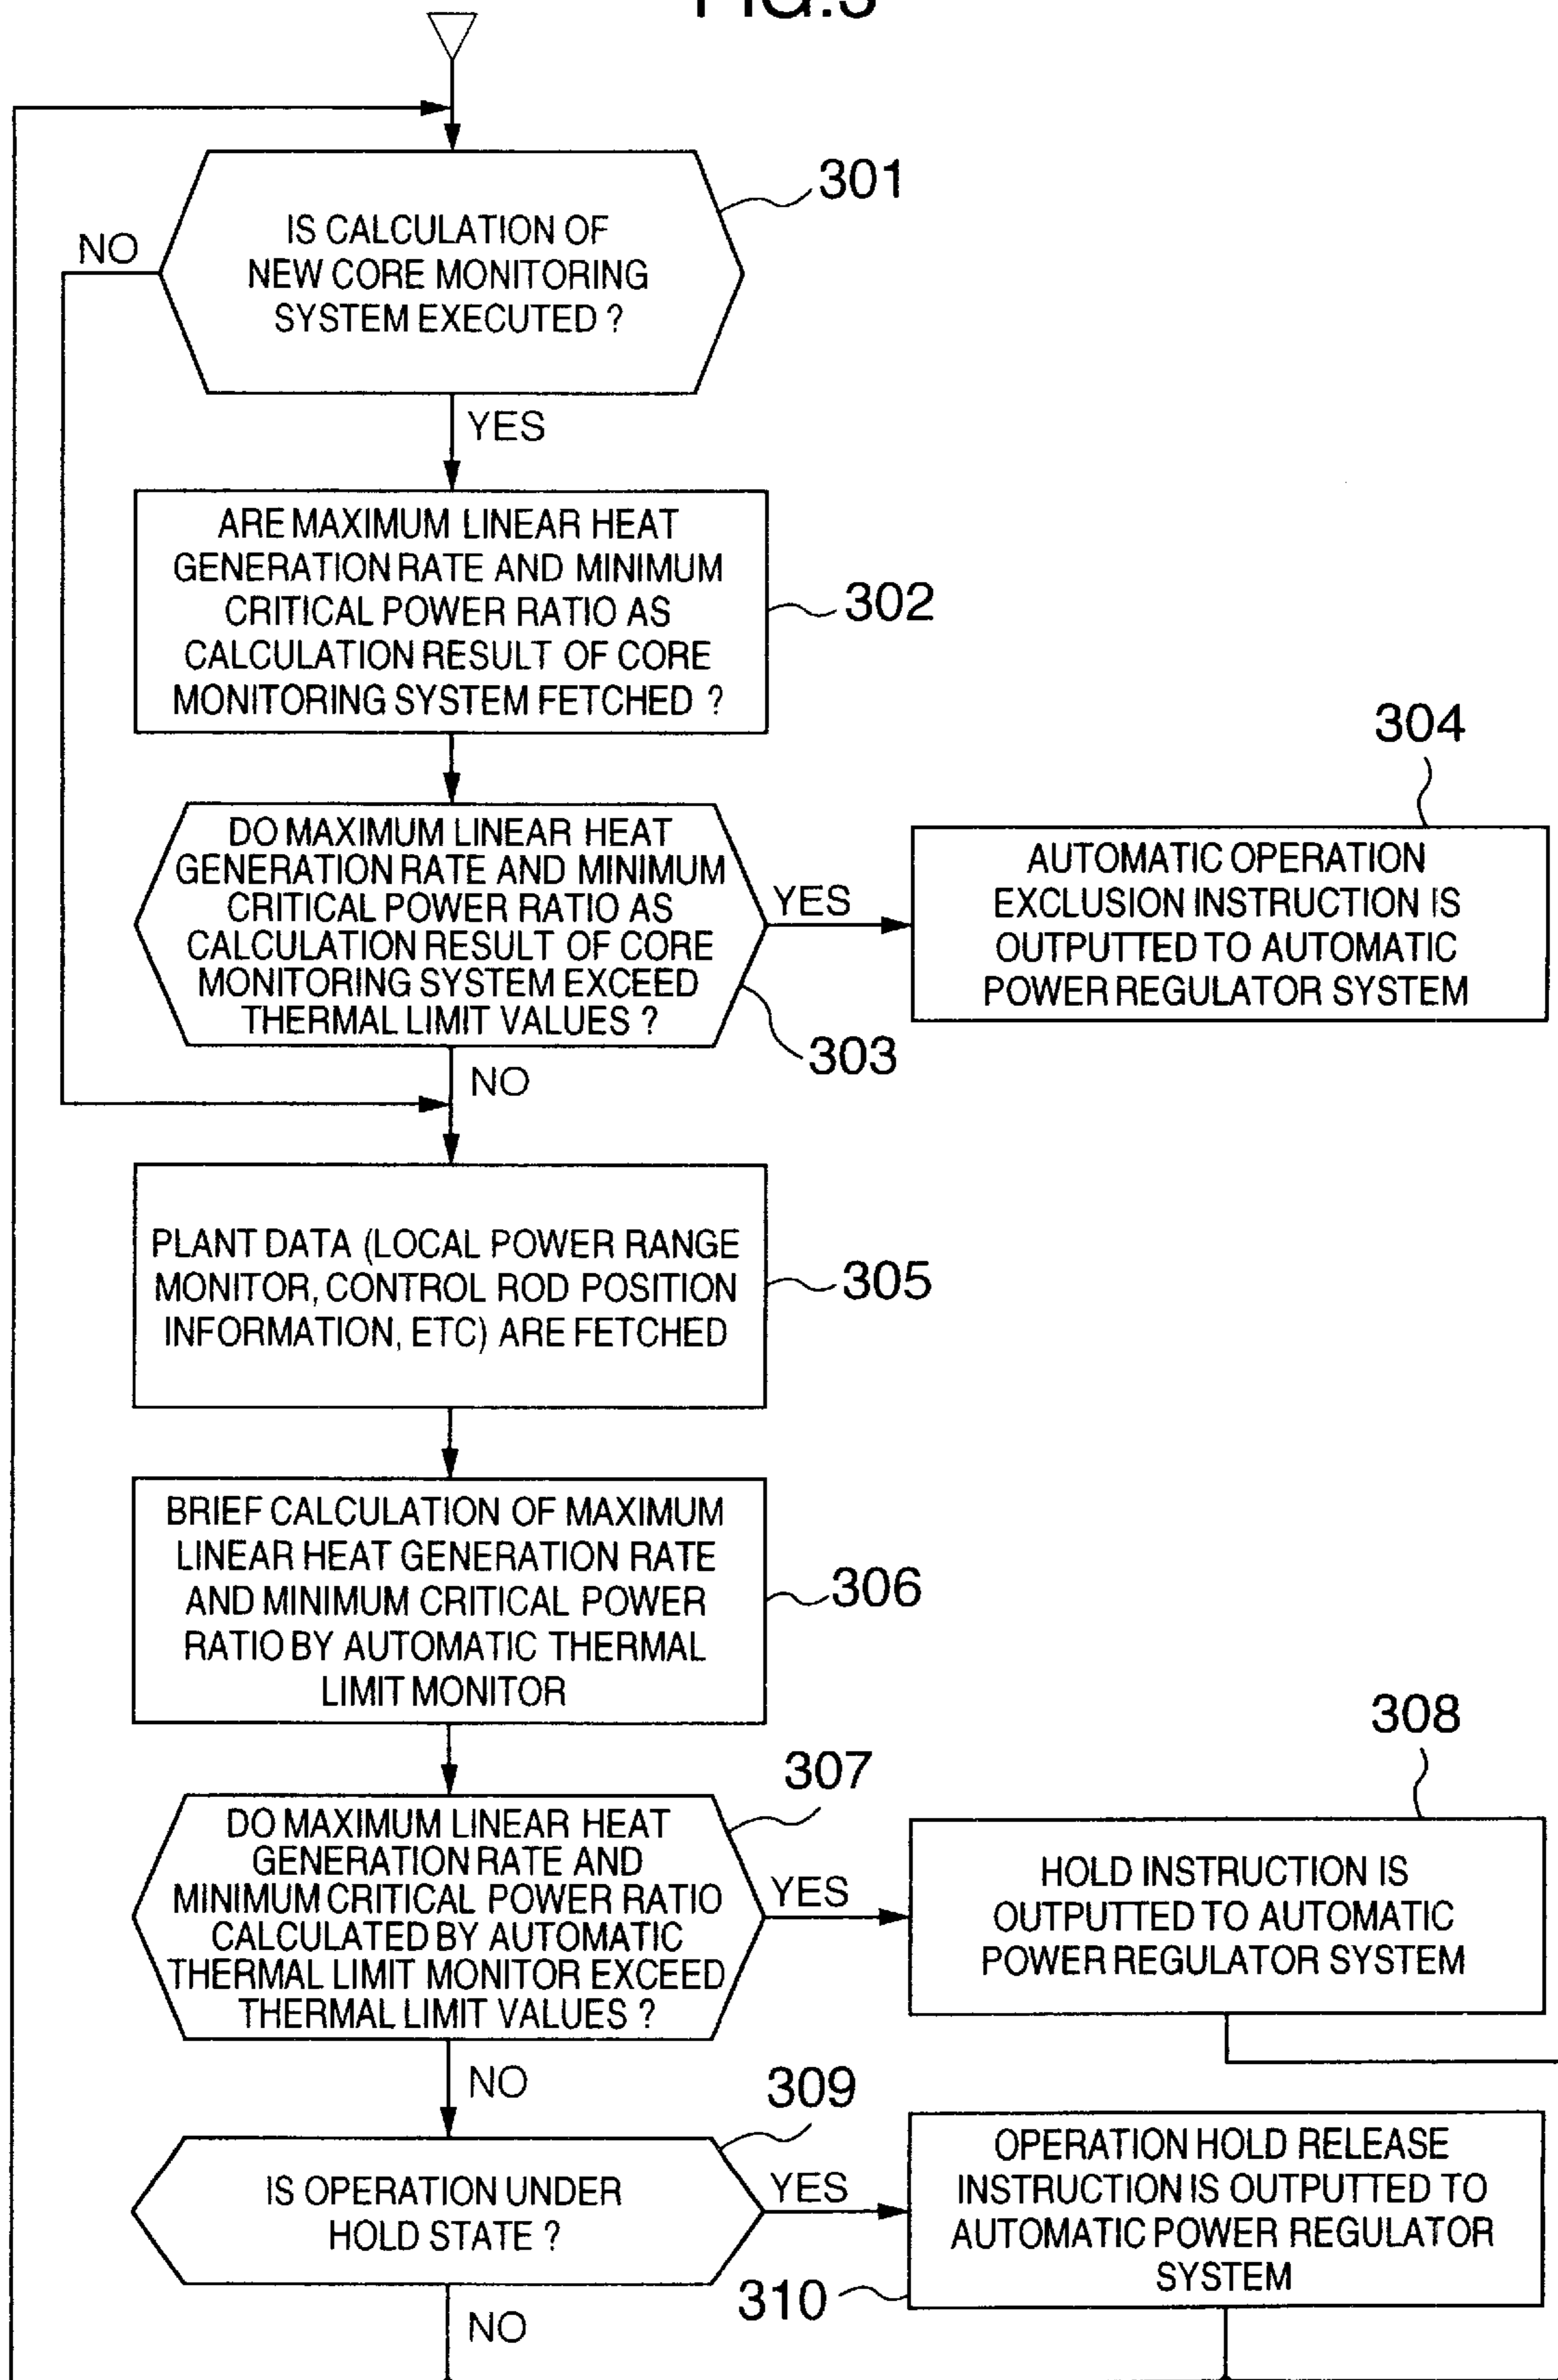 FIG.3
301
IS CALCULATION OF
NEW CORE MONITORING
SYSTEM EXECUTED ?
NO
YES
ARE MAXIMUM LINEAR HEAT
GENERATION RATE AND MINIMUM
CRITICAL POWER RATIO AS
CALCULATION RESULT OF CORE
MONITORING SYSTEM FETCHED ?
302
DO MAXIMUM LINEAR HEAT
GENERATION RATE AND MINIMUM
CRITICAL POWER RATIO AS
CALCULATION RESULT OF CORE
MONITORING SYSTEM EXCEED
THERMAL LIMIT VALUES ?
303
YES
304
AUTOMATIC OPERATION
EXCLUSION INSTRUCTION IS
OUTPUTTED TO AUTOMATIC
POWER REGULATOR SYSTEM
NO
PLANT DATA (LOCAL POWER RANGE
MONITOR, CONTROL ROD POSITION
INFORMATION, ETC) ARE FETCHED
305
BRIEF CALCULATION OF MAXIMUM
LINEAR HEAT GENERATION RATE
AND MINIMUM CRITICAL POWER
RATIO BY AUTOMATIC THERMAL
LIMIT MONITOR
306
307
DO MAXIMUM LINEAR HEAT
GENERATION RATE AND
MINIMUM CRITICAL POWER RATIO
CALCULATED BY AUTOMATIC
THERMAL LIMIT MONITOR EXCEED
THERMAL LIMIT VALUES ?
YES
308
HOLD INSTRUCTION IS
OUTPUTTED TO AUTOMATIC
POWER REGULATOR SYSTEM
NO
309
IS OPERATION UNDER
HOLD STATE ?
YES
OPERATION HOLD RELEASE
INSTRUCTION IS OUTPUTTED TO
AUTOMATIC POWER REGULATOR
SYSTEM
310
NO